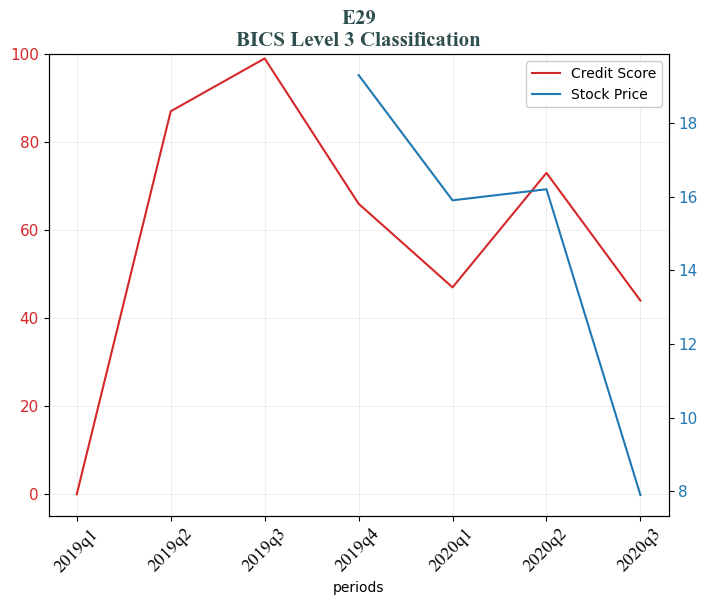 E29
BICS Level 3 Classification
Credit Score
Stock Price
100
80
60
40
20
0
18
16
14
12
10
8
2019q1
2019q2
2019q3
2019q4
2020q1
2020q2
2020q3
periods